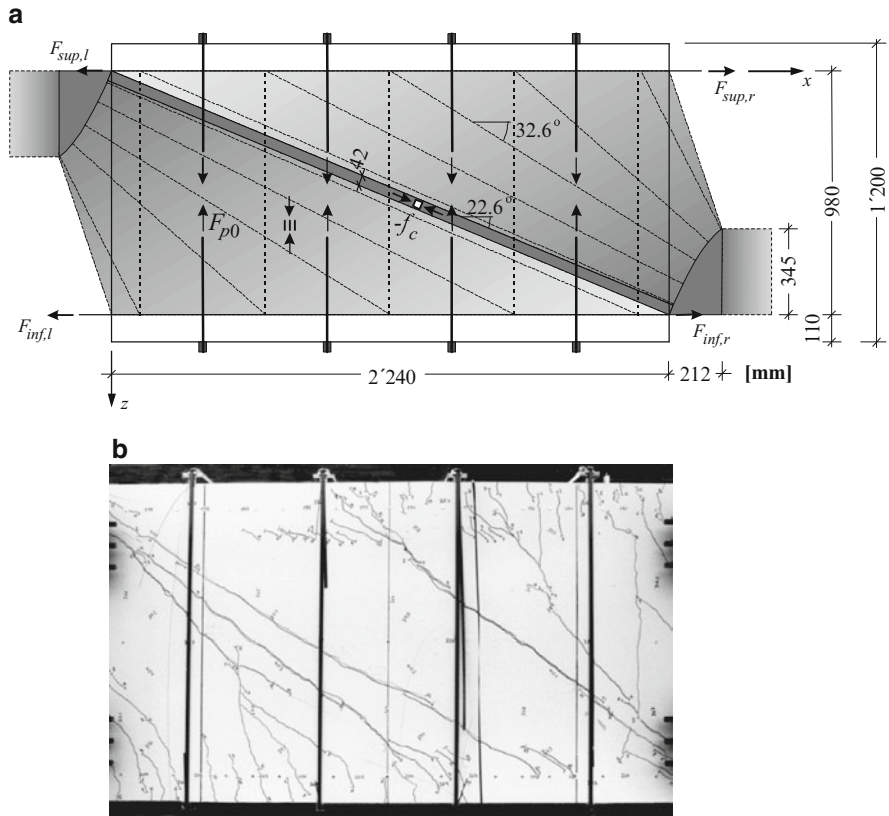 a
F_sup,l
F_sup,r
x
32.6°
42
22.6°
-f_c
F_p0
F_inf,l
F_inf,r
345
110
980
1´200
2´240
212
[mm]
z
b